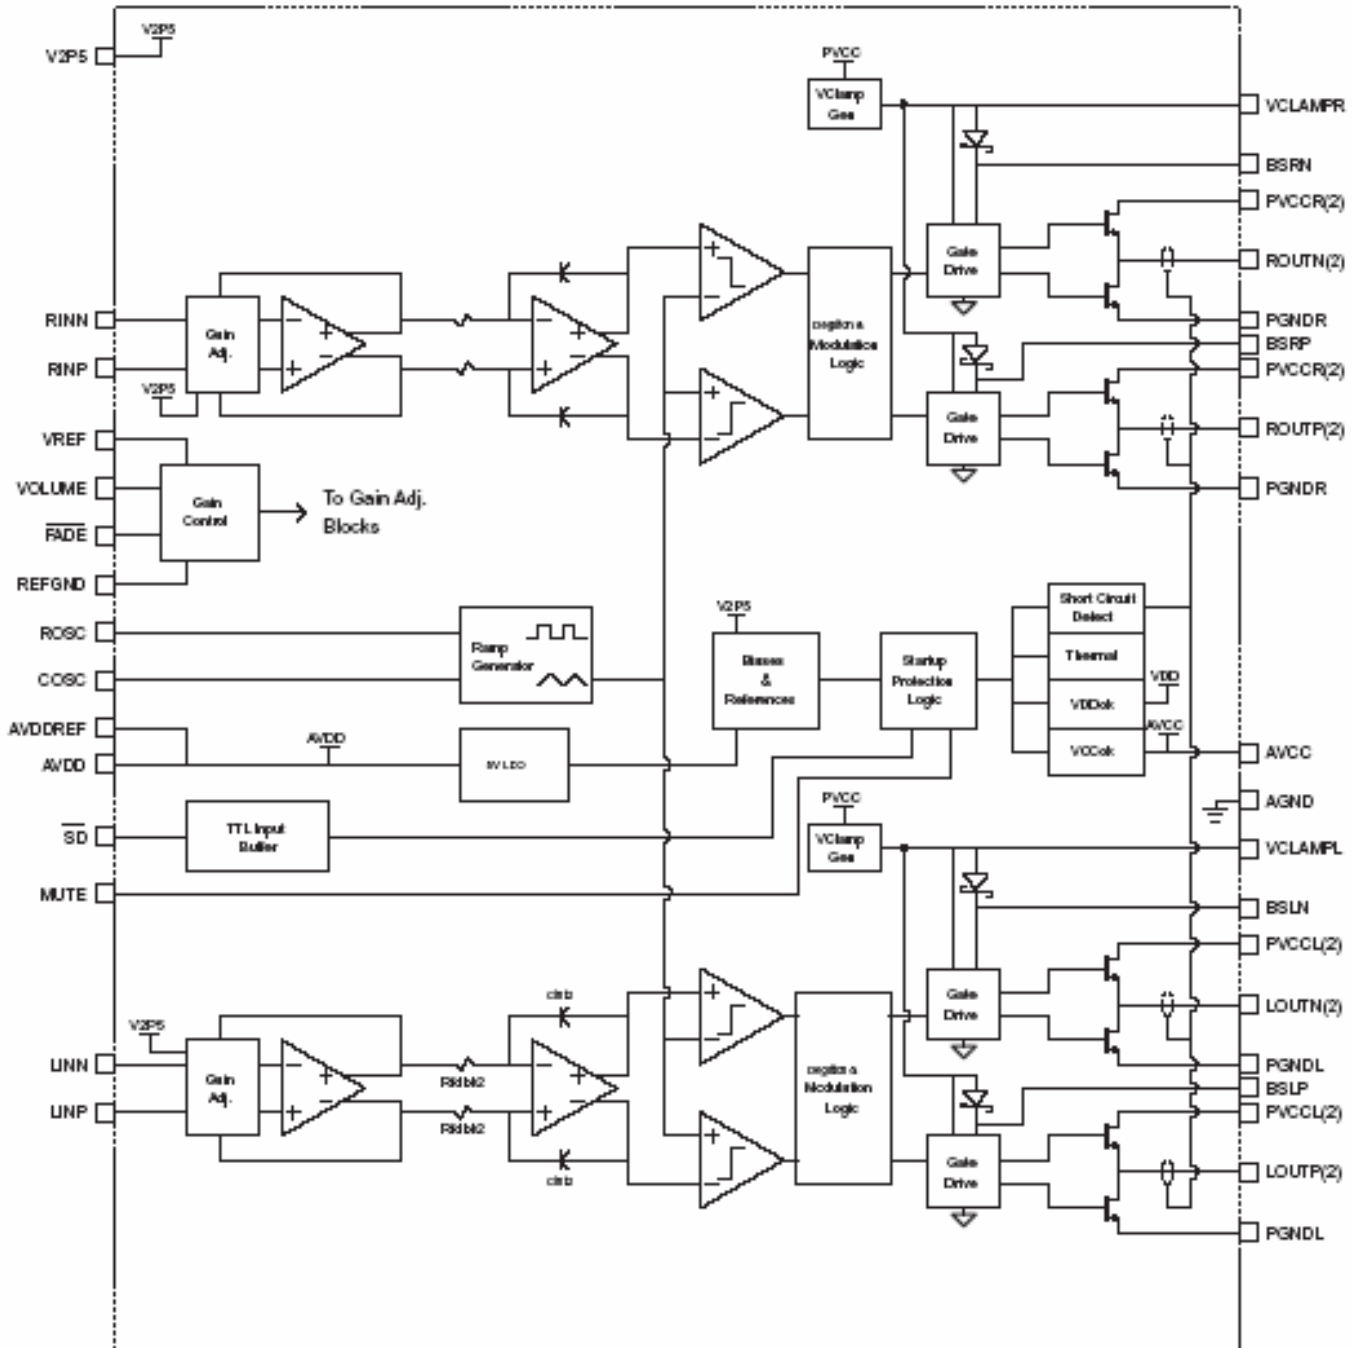 V2P5
V2P5
PVCC
VClamp
Gen
VCLAMPR
BSRN
PVCCR(2)
Gate
Drive
ROUTN(2)
RINN
Gain
Adj.
RINP
V2P5
Modulation
Logic
PGNDR
BSRP
PVCCR(2)
Gate
Drive
ROUTP(2)
PGNDR
VREF
VOLUME
FADE
REFGND
Gain
Control
To Gain Adj.
Blocks
ROSC
COSC
Ramp
Generator
V2P5
Biases
&
References
Startup
Protection
Logic
Short Circuit
Detect
Thermal
VDD
VDDok
AVCC
VCCok
AVCC
AVDDREF
AVDD
AVDD
5V LDO
AGND
SD
TTL Input
Buffer
MUTE
PVCC
VClamp
Gen
VCLAMPL
BSLN
PVCCL(2)
Gate
Drive
LOUTN(2)
V2P5
LINN
Gain
Adj.
LINP
Modulation
Logic
PGNDL
BSLP
PVCCL(2)
Gate
Drive
LOUTP(2)
PGNDL